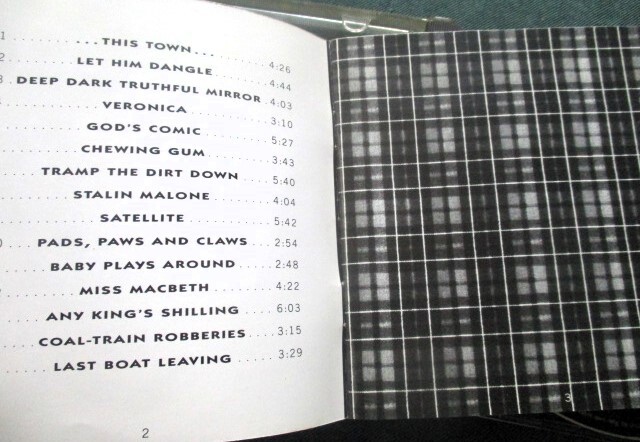 1 ...THIS TOWN... 4:26
2 LET HIM DANGLE 4:44
3 DEEP DARK TRUTHFUL MIRROR 4:03
VERONICA 3:10
GOD'S COMIC 5:27
CHEWING GUM 3:43
TRAMP THE DIRT DOWN 5:40
STALIN MALONE 4:04
SATELLITE 5:42
0 PADS, PAWS AND CLAWS 2:54
BABY PLAYS AROUND 2:48
MISS MACBETH 4:22
ANY KING'S SHILLING 6:03
COAL-TRAIN ROBBERIES 3:15
LAST BOAT LEAVING 3:29
2
3